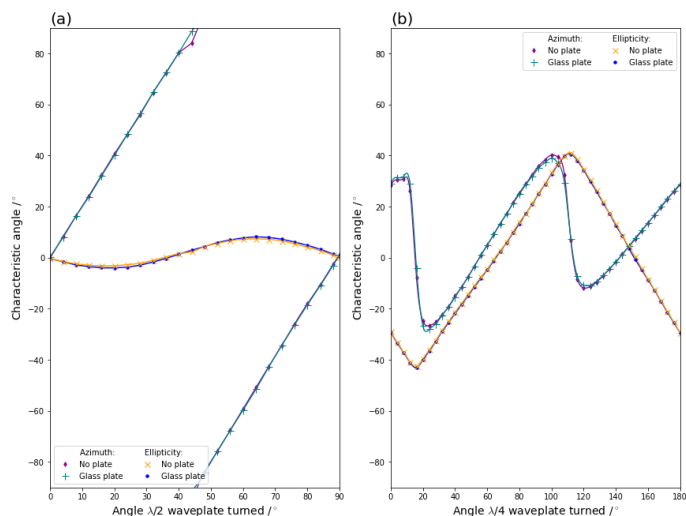 (a)
(b)
80
60
40
20
0
−20
−40
−60
−80
Characteristic angle /°
Azimuth: Ellipticity:
No plate No plate
Glass plate Glass plate
0 10 20 30 40 50 60 70 80 90
Angle λ/2 waveplate turned /°
80
60
40
20
0
−20
−40
−60
−80
Characteristic angle /°
Azimuth: Ellipticity:
No plate No plate
Glass plate Glass plate
0 20 40 60 80 100 120 140 160 180
Angle λ/4 waveplate turned /°